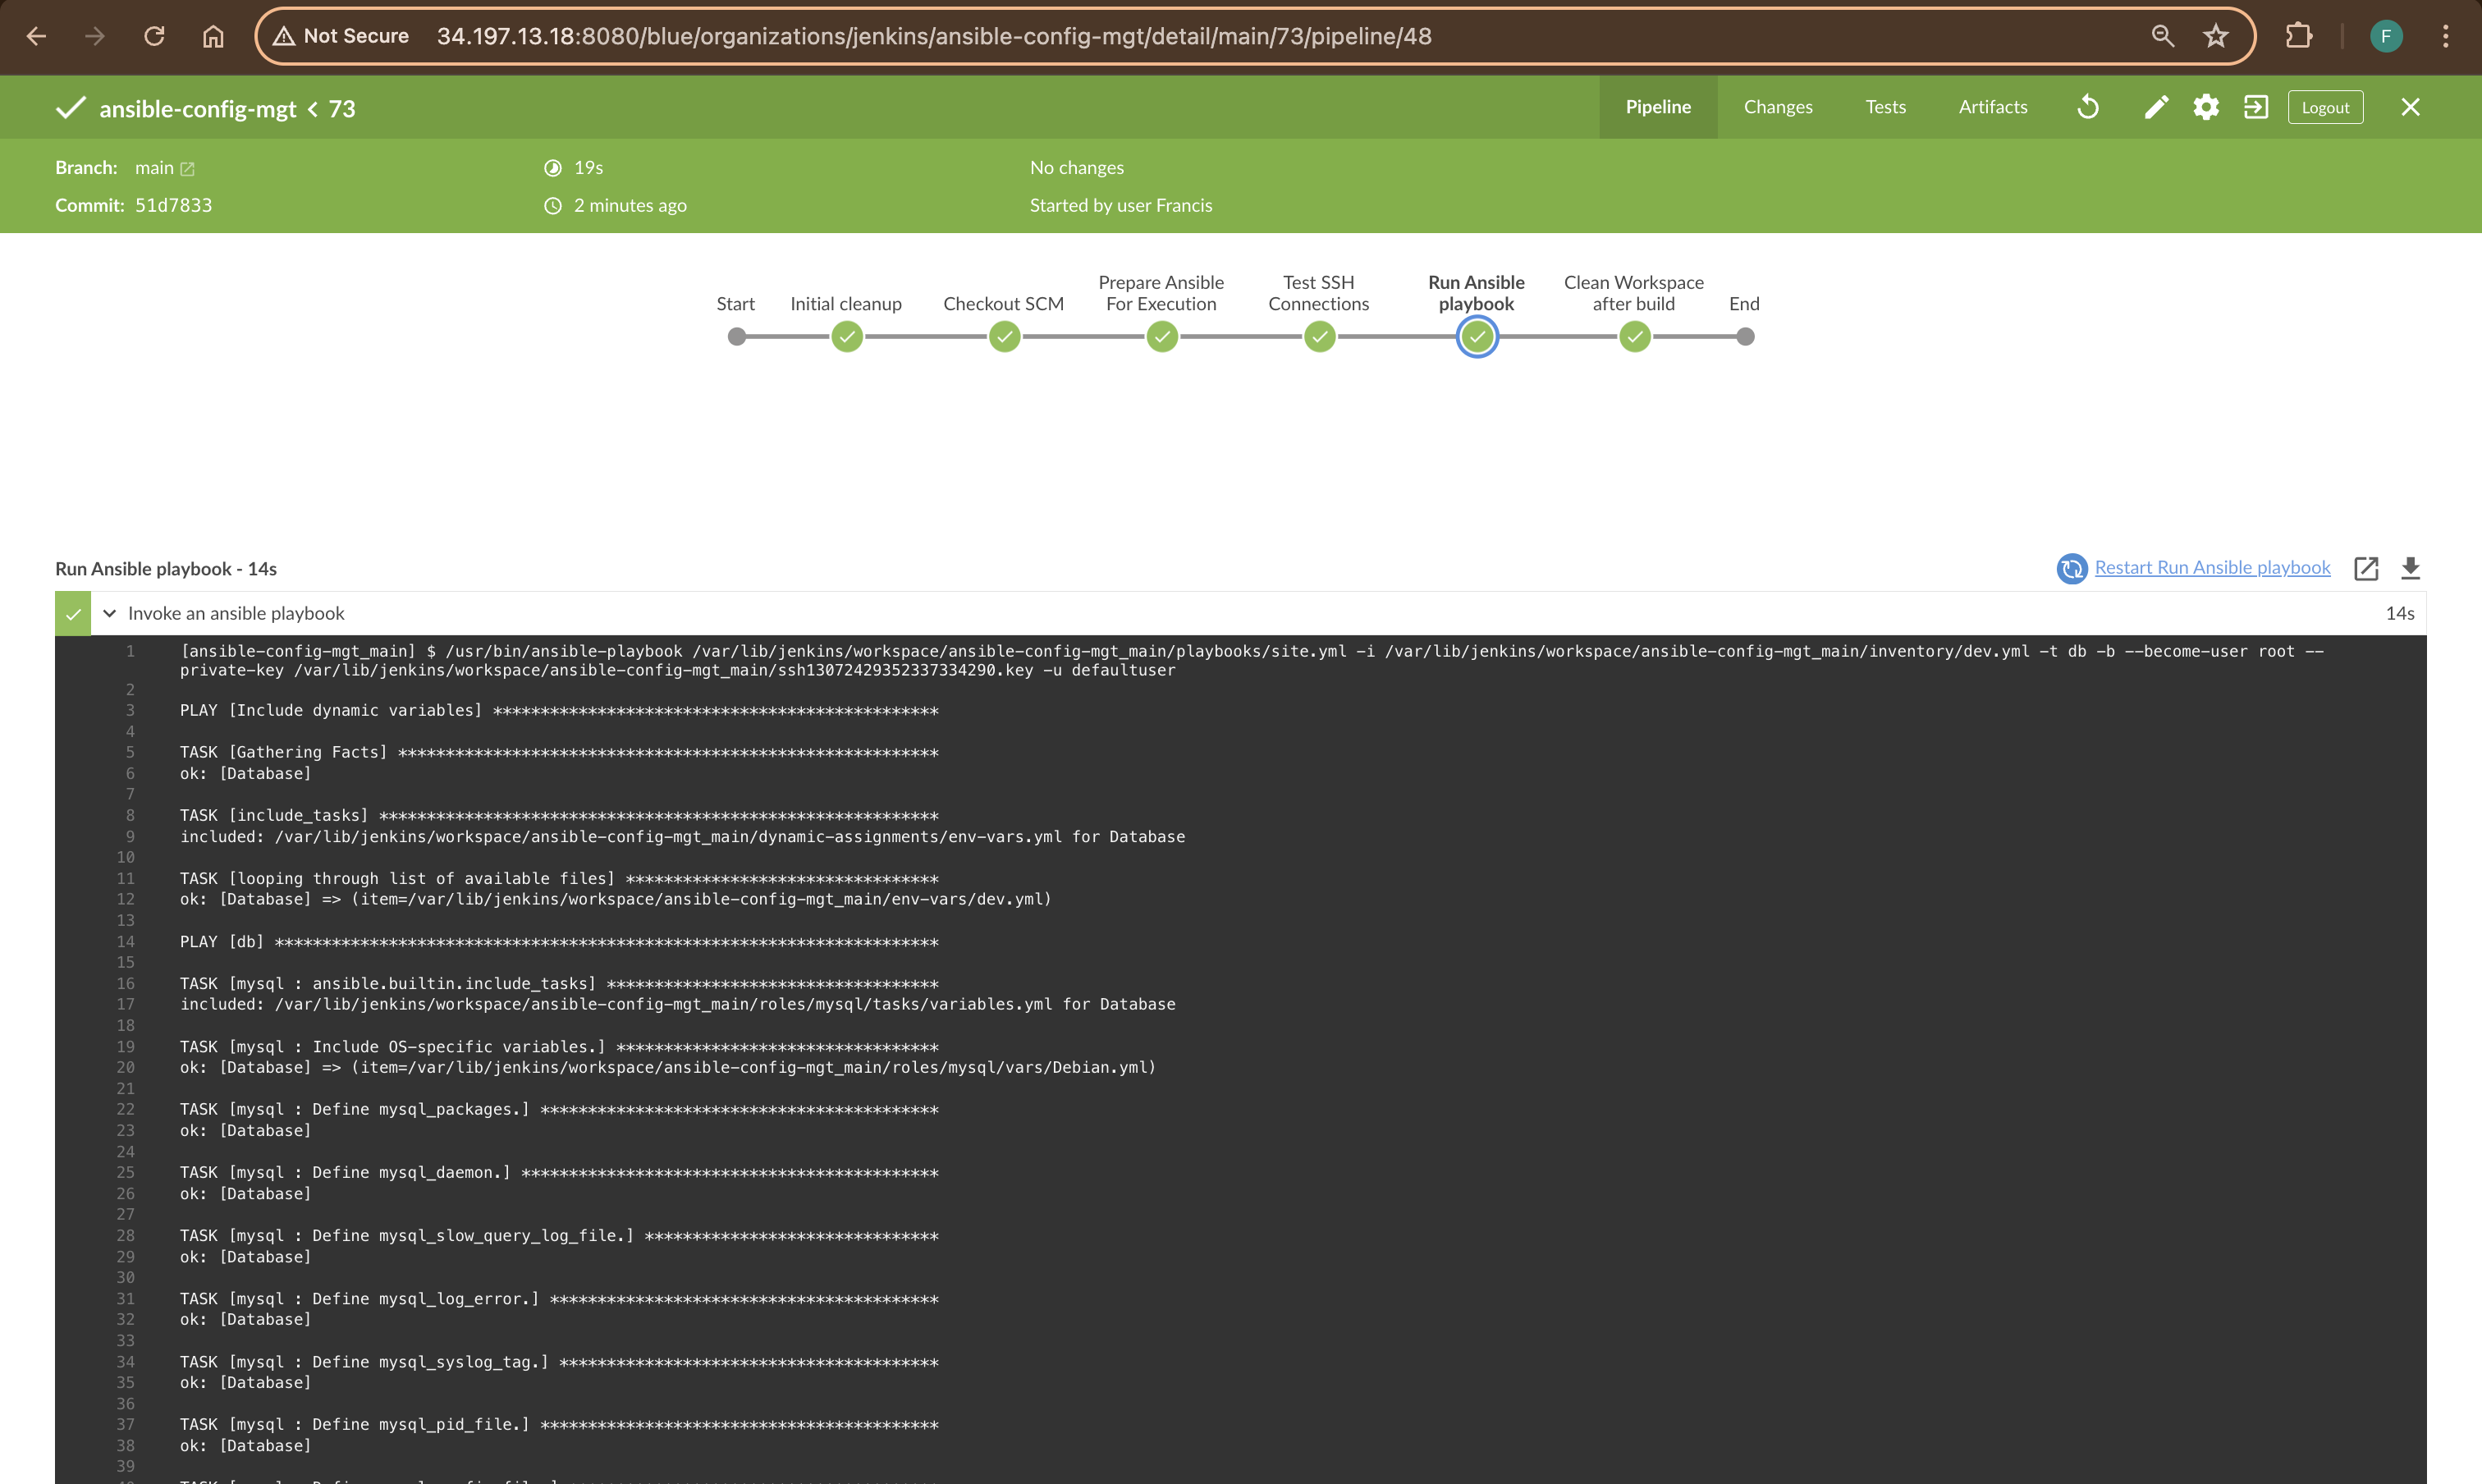 Not Secure 34.197.13.18:8080/blue/organizations/jenkins/ansible-config-mgt/detail/main/73/pipeline/48
F
ansible-config-mgt < 73
Pipeline Changes Tests Artifacts Logout
Branch: main 19s No changes
Commit: 51d7833 2 minutes ago Started by user Francis
Start Initial cleanup Checkout SCM Prepare Ansible For Execution Test SSH Connections Run Ansible playbook Clean Workspace after build End
Run Ansible playbook - 14s Restart Run Ansible playbook
Invoke an ansible playbook 14s
1 [ansible-config-mgt_main] $ /usr/bin/ansible-playbook /var/lib/jenkins/workspace/ansible-config-mgt_main/playbooks/site.yml -i /var/lib/jenkins/workspace/ansible-config-mgt_main/inventory/dev.yml -t db -b --become-user root --
private-key /var/lib/jenkins/workspace/ansible-config-mgt_main/ssh13072429352337334290.key -u defaultuser
2
3 PLAY [Include dynamic variables] ***********************************************
4
5 TASK [Gathering Facts] *********************************************************
6 ok: [Database]
7
8 TASK [include_tasks] ***********************************************************
9 included: /var/lib/jenkins/workspace/ansible-config-mgt_main/dynamic-assignments/env-vars.yml for Database
10
11 TASK [looping through list of available files] *********************************
12 ok: [Database] => (item=/var/lib/jenkins/workspace/ansible-config-mgt_main/env-vars/dev.yml)
13
14 PLAY [db] **********************************************************************
15
16 TASK [mysql : ansible.builtin.include_tasks] ***********************************
17 included: /var/lib/jenkins/workspace/ansible-config-mgt_main/roles/mysql/tasks/variables.yml for Database
18
19 TASK [mysql : Include OS-specific variables.] **********************************
20 ok: [Database] => (item=/var/lib/jenkins/workspace/ansible-config-mgt_main/roles/mysql/vars/Debian.yml)
21
22 TASK [mysql : Define mysql_packages.] ******************************************
23 ok: [Database]
24
25 TASK [mysql : Define mysql_daemon.] ********************************************
26 ok: [Database]
27
28 TASK [mysql : Define mysql_slow_query_log_file.] *******************************
29 ok: [Database]
30
31 TASK [mysql : Define mysql_log_error.] *****************************************
32 ok: [Database]
33
34 TASK [mysql : Define mysql_syslog_tag.] ****************************************
35 ok: [Database]
36
37 TASK [mysql : Define mysql_pid_file.] ******************************************
38 ok: [Database]
39